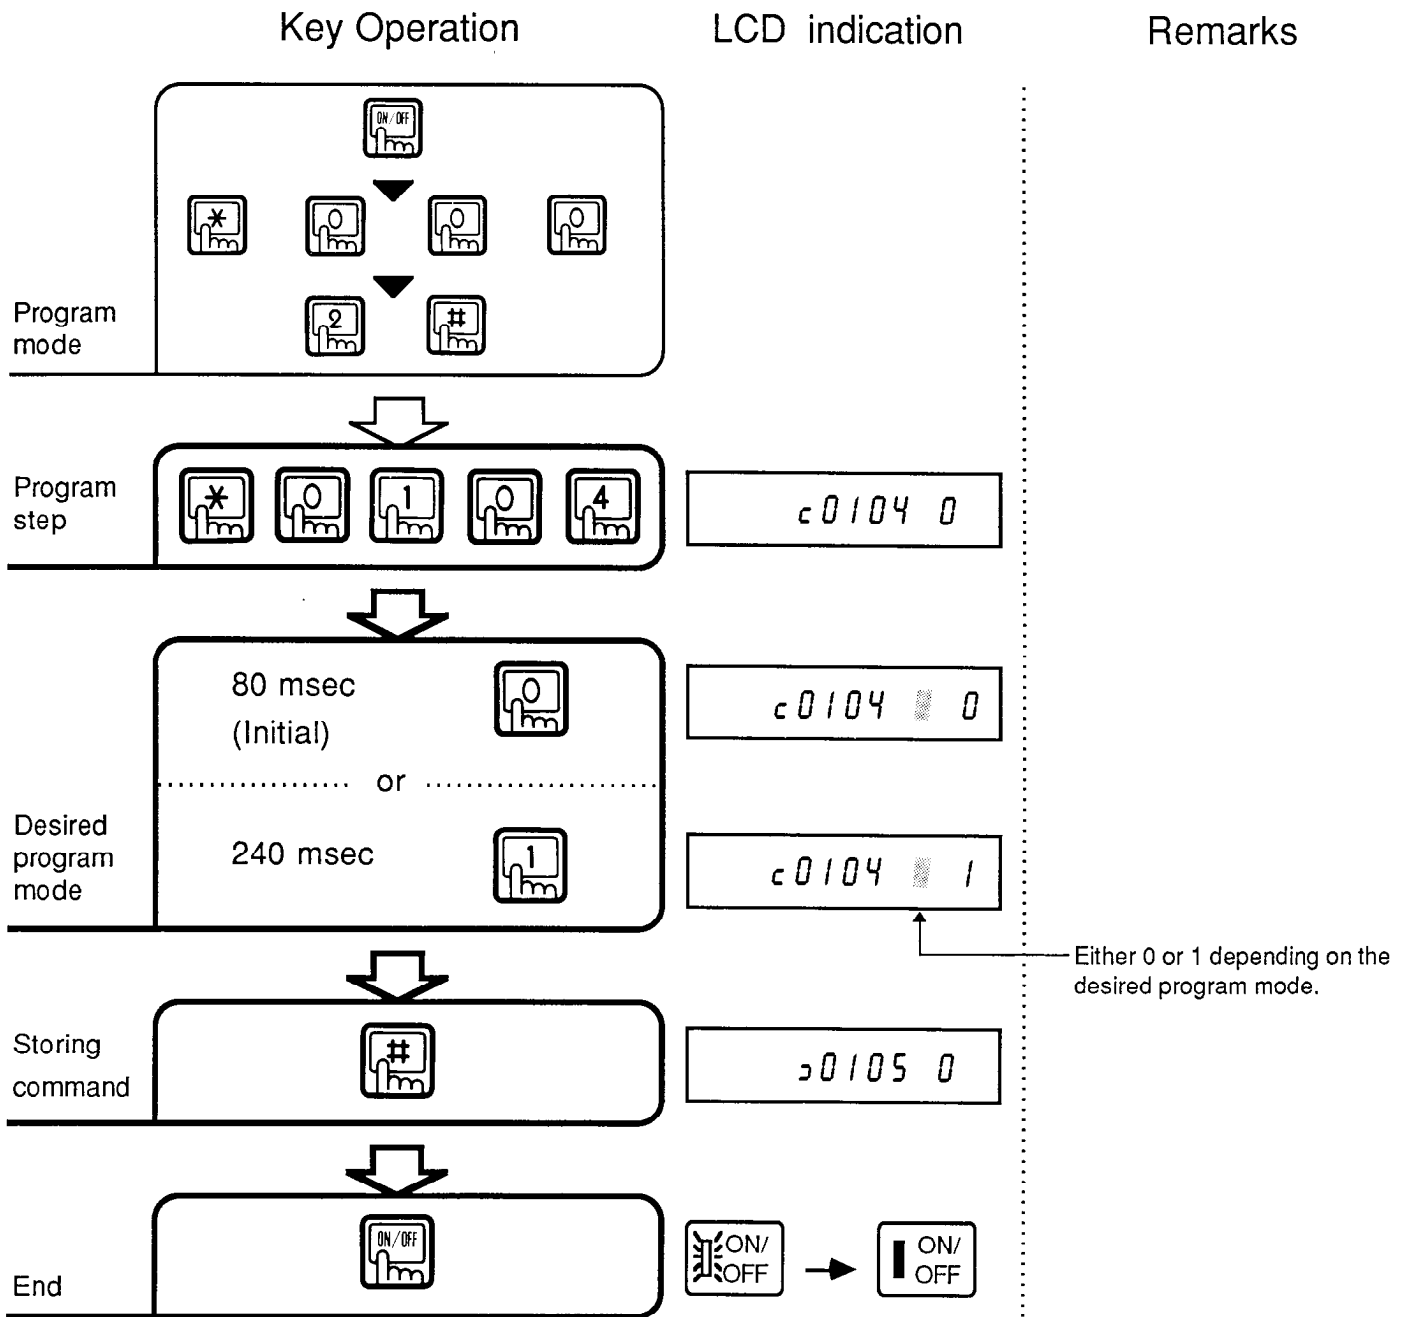 Key Operation LCD indication Remarks
ON/OFF
* 0 0 0
2 #
Program
mode
Program
step
* 0 1 0 4
c0104 0
80 msec
(Initial)
0
c0104 0
or
Desired
program
mode
240 msec
1
c0104 1
Either 0 or 1 depending on the
desired program mode.
Storing
command
#
ɔ0105 0
End
ON/OFF
ON/
OFF
ON/
OFF